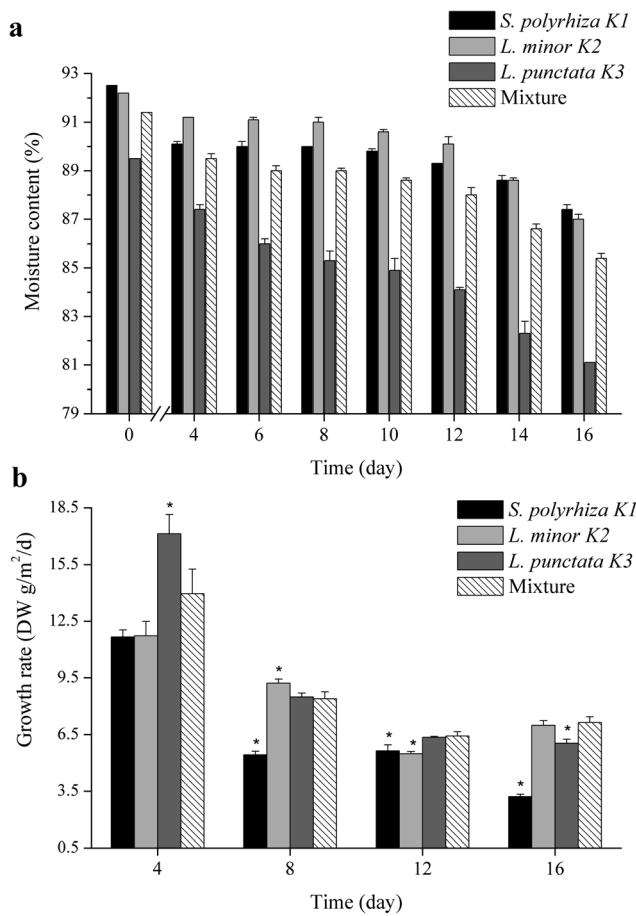 a
S. polyrhiza K1
L. minor K2
L. punctata K3
Mixture
Moisture content (%)
93
91
89
87
85
83
81
79
0 4 6 8 10 12 14 16
Time (day)
b
S. polyrhiza K1
L. minor K2
L. punctata K3
Mixture
Growth rate (DW g/m²/d)
18.5
15.5
12.5
9.5
6.5
3.5
0.5
*
*
*
*
*
*
*
4 8 12 16
Time (day)